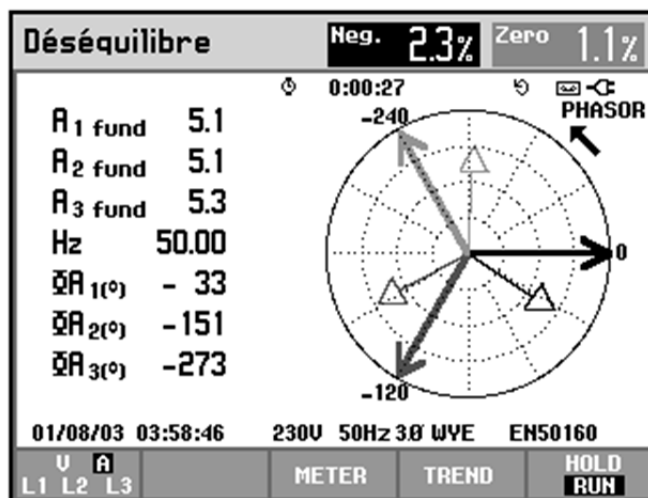 Déséquilibre Neg. 2.3% Zero 1.1%
0:00:27
PHASOR
-240
0
-120
A1 fund 5.1
A2 fund 5.1
A3 fund 5.3
Hz 50.00
ΦA1(°) - 33
ΦA2(°) -151
ΦA3(°) -273
01/08/03 03:58:46 230V 50Hz 3Ø WYE EN50160
V A
L1 L2 L3
METER
TREND
HOLD
RUN